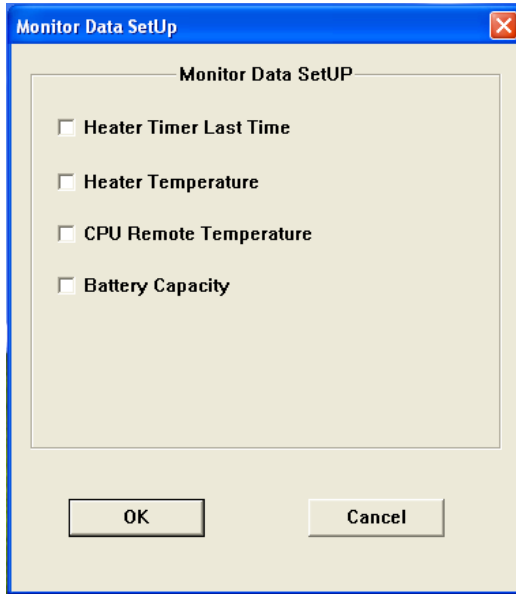 Monitor Data SetUp
Monitor Data SetUP
Heater Timer Last Time
Heater Temperature
CPU Remote Temperature
Battery Capacity
OK
Cancel